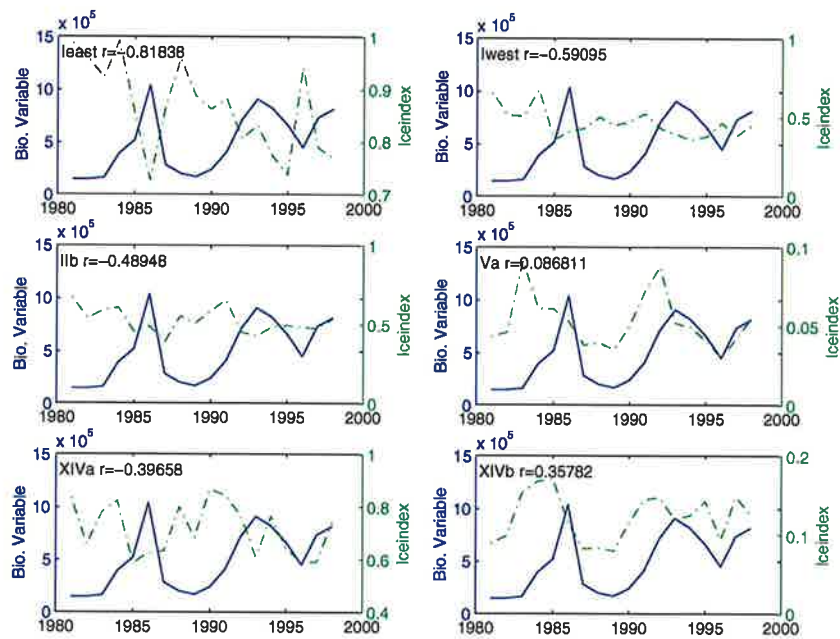 x 10^5
Ieast r=-0.81838
15
10
5
0
Bio. Variable
1
0.9
0.8
0.7
Iceindex
1980 1985 1990 1995 2000
x 10^5
Iwest r=-0.59095
15
10
5
0
Bio. Variable
1
0.5
0
Iceindex
1980 1985 1990 1995 2000
x 10^5
IIb r=-0.48948
15
10
5
0
Bio. Variable
1
0.5
0
Iceindex
1980 1985 1990 1995 2000
x 10^5
Va r=0.086811
15
10
5
0
Bio. Variable
0.1
0.05
0
Iceindex
1980 1985 1990 1995 2000
x 10^5
XIVa r=-0.39658
15
10
5
0
Bio. Variable
1
0.8
0.6
0.4
Iceindex
1980 1985 1990 1995 2000
x 10^5
XIVb r=0.35782
15
10
5
0
Bio. Variable
0.2
0.1
0
Iceindex
1980 1985 1990 1995 2000